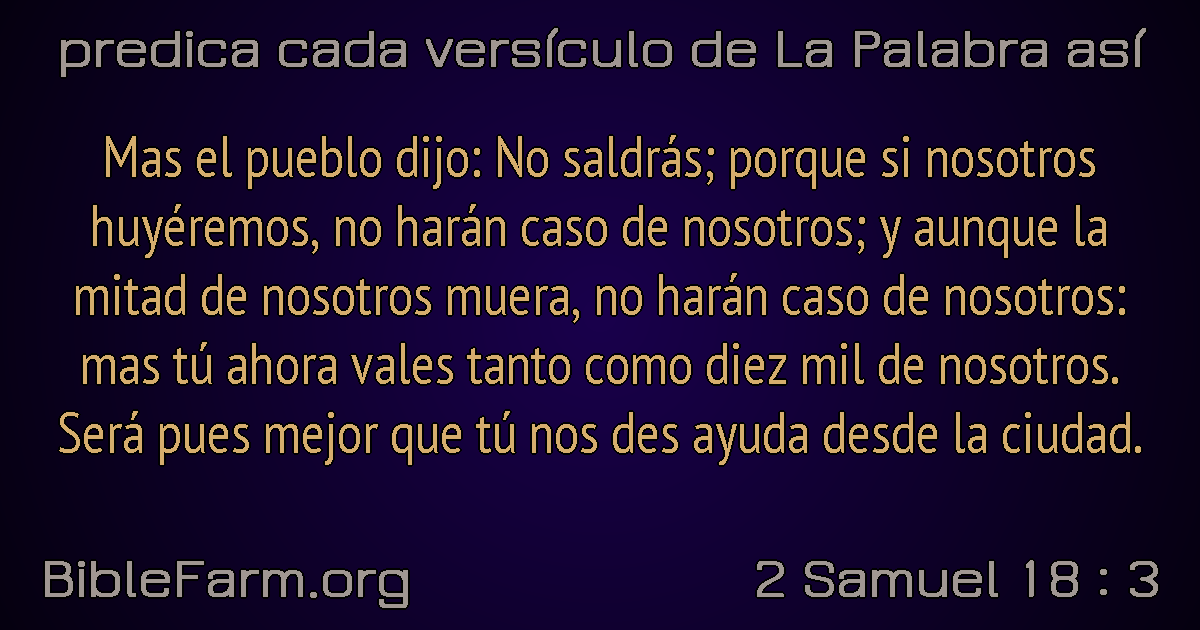 predica cada versículo de La Palabra así
Mas el pueblo dijo: No saldrás; porque si nosotros
huyéremos, no harán caso de nosotros; y aunque la
mitad de nosotros muera, no harán caso de nosotros:
mas tú ahora vales tanto como diez mil de nosotros.
Será pues mejor que tú nos des ayuda desde la ciudad.
BibleFarm.org
2 Samuel 18 : 3